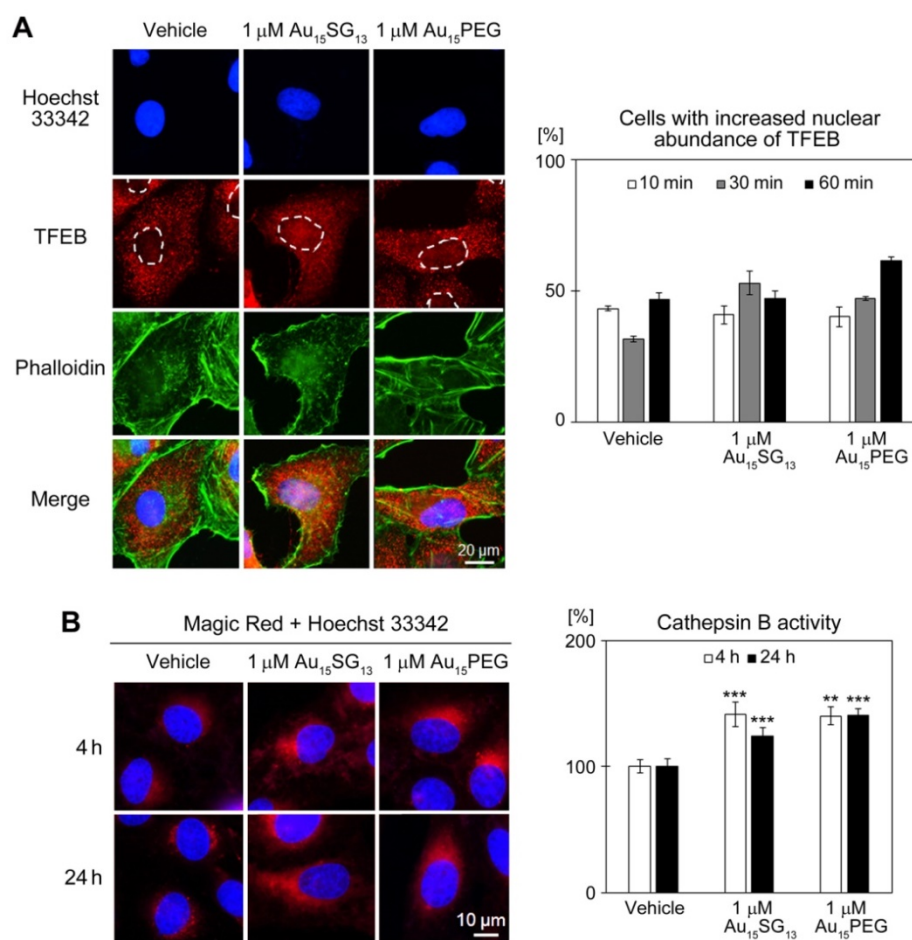 A
Vehicle
1 μM Au₁₅SG₁₃
1 μM Au₁₅PEG
Hoechst
33342
TFEB
Phalloidin
Merge
20 μm
[%]
Cells with increased nuclear
abundance of TFEB
100
10 min
30 min
60 min
50
0
Vehicle
1 μM
Au₁₅SG₁₃
1 μM
Au₁₅PEG
B
Magic Red + Hoechst 33342
Vehicle
1 μM Au₁₅SG₁₃
1 μM Au₁₅PEG
4 h
24 h
10 μm
[%]
Cathepsin B activity
200
4 h
24 h
***
***
**
***
100
0
Vehicle
1 μM
Au₁₅SG₁₃
1 μM
Au₁₅PEG